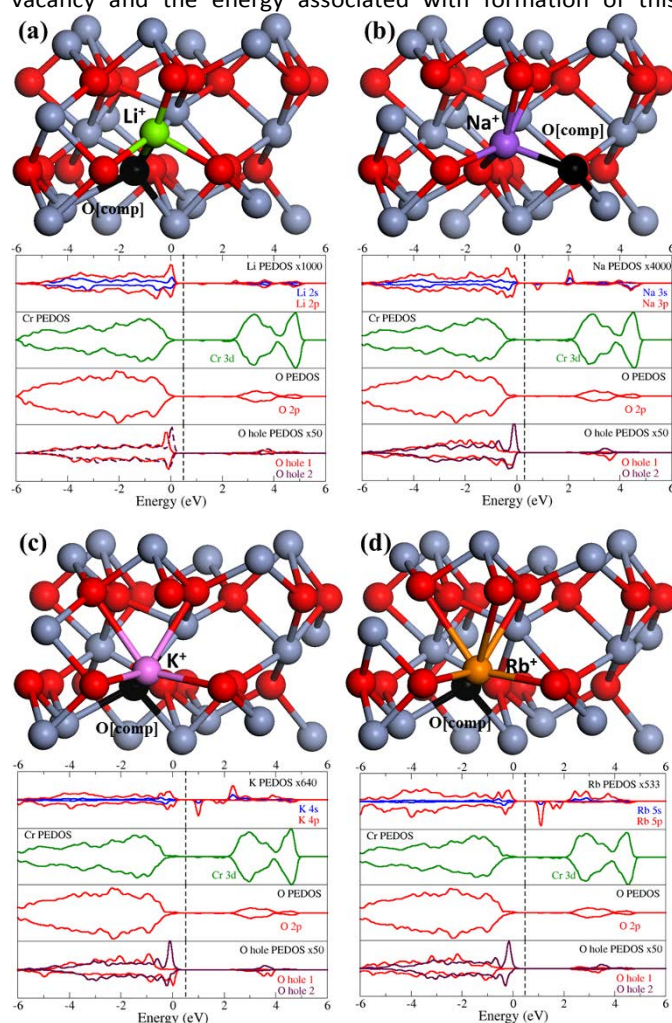 vacancy and the energy associated with formation of this
(a)
Li⁺
O[comp]
-6 -4 -2 0 2 4 6
Li PEDOS x1000
Li 2s
Li 2p
Cr PEDOS
Cr 3d
O PEDOS
O 2p
O hole PEDOS x50
O hole 1
O hole 2
-6 -4 -2 0 2 4 6
Energy (eV)
(b)
Na⁺
O[comp]
-6 -4 -2 0 2 4 6
Na PEDOS x4000
Na 3s
Na 3p
Cr PEDOS
Cr 3d
O PEDOS
O 2p
O hole PEDOS x50
O hole 1
O hole 2
-6 -4 -2 0 2 4 6
Energy (eV)
(c)
K⁺
O[comp]
-6 -4 -2 0 2 4 6
K PEDOS x640
K 4s
K 4p
Cr PEDOS
Cr 3d
O PEDOS
O 2p
O hole PEDOS x50
O hole 1
O hole 2
-6 -4 -2 0 2 4 6
Energy (eV)
(d)
Rb⁺
O[comp]
-6 -4 -2 0 2 4 6
Rb PEDOS x533
Rb 5s
Rb 5p
Cr PEDOS
Cr 3d
O PEDOS
O 2p
O hole PEDOS x50
O hole 1
O hole 2
-6 -4 -2 0 2 4 6
Energy (eV)